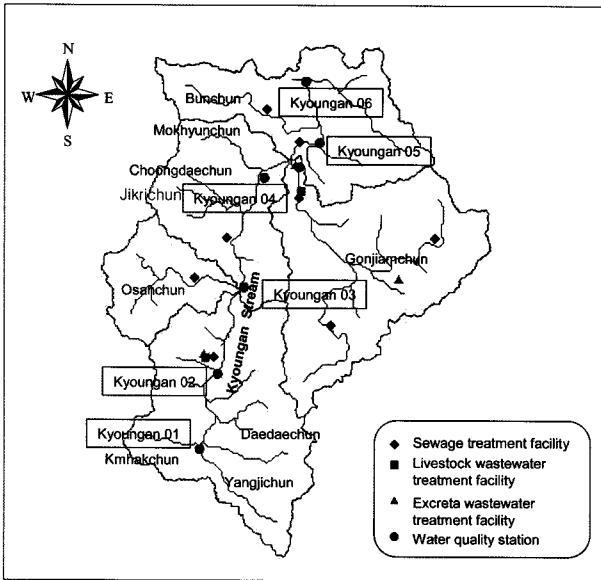 N
W E
S
Bunshun
Kyoungan 06
Mokhyunchun
Kyoungan 05
Choongdaechun
Jikrichun
Kyoungan 04
Gonjiamchun
Osanchun
Kyoungan 03
Kyoungan Stream
Kyoungan 02
Kyoungan 01
Daedaechun
Kmhakchun
Yangjichun
Sewage treatment facility
Livestock wastewater
treatment facility
Excreta wastewater
treatment facility
Water quality station